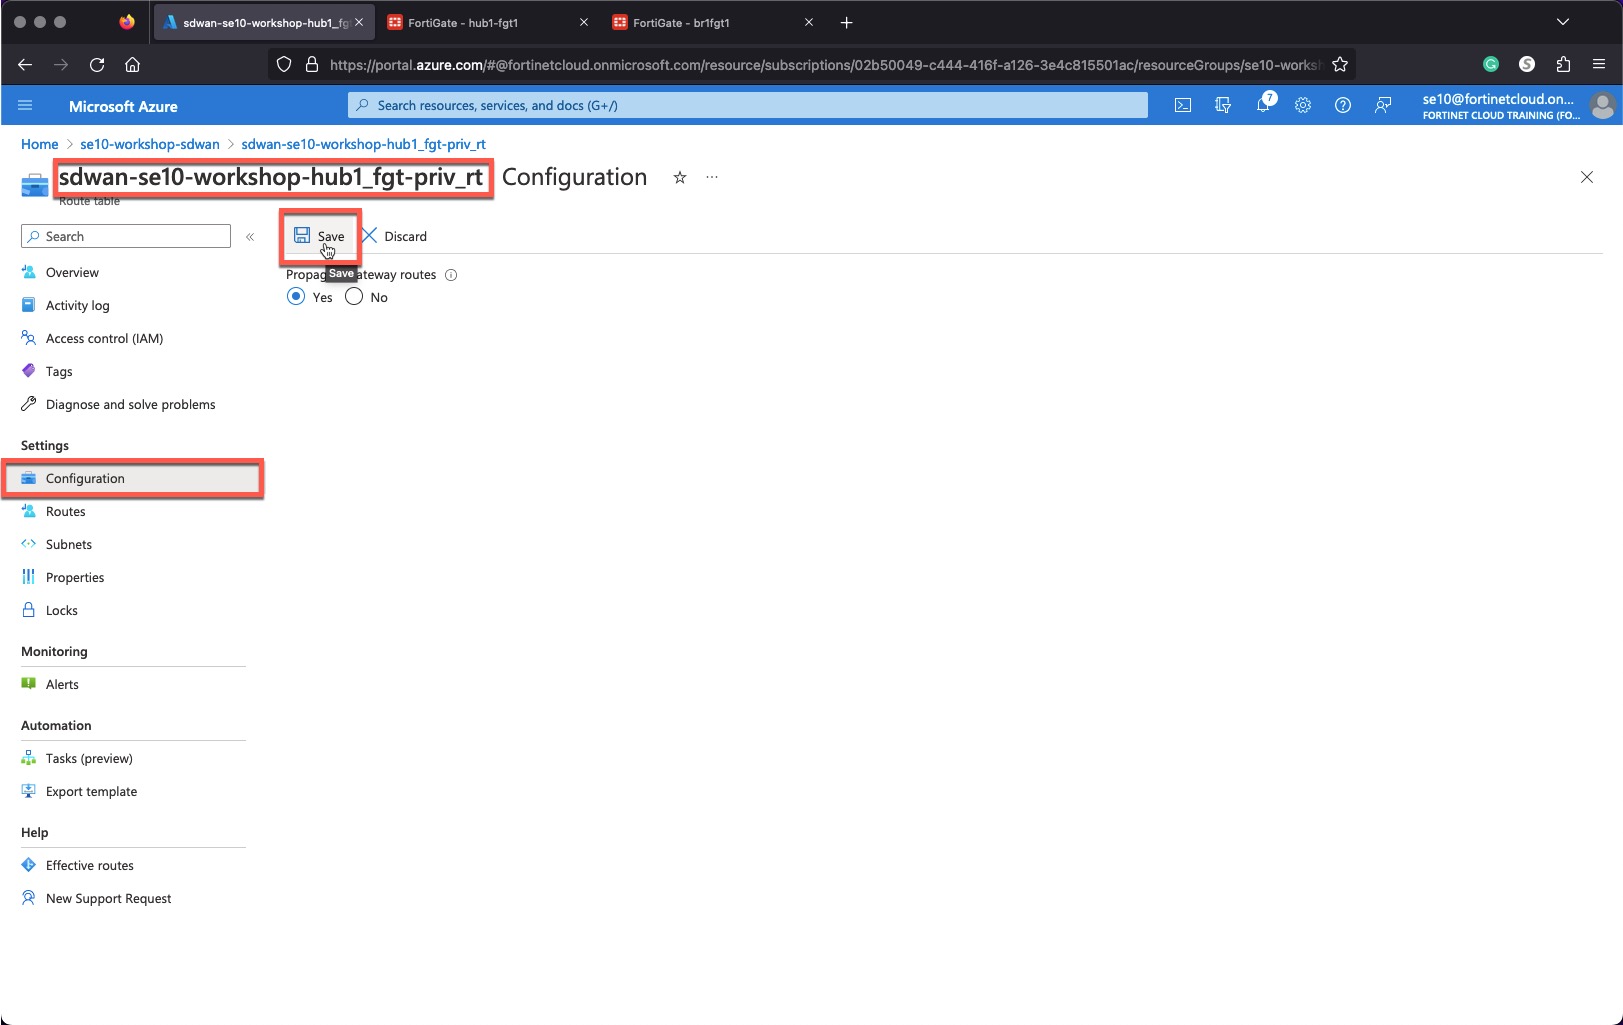 sdwan-se10-workshop-hub1_fg
FortiGate - hub1-fgt1
FortiGate - br1fgt1
https://portal.azure.com/#@fortinetcloud.onmicrosoft.com/resource/subscriptions/02b50049-c444-416f-a126-3e4c815501ac/resourceGroups/se10-works
Microsoft Azure
Search resources, services, and docs (G+/)
7
se10@fortinetcloud.on...
FORTINET CLOUD TRAINING (FO...
Home > se10-workshop-sdwan > sdwan-se10-workshop-hub1_fgt-priv_rt
sdwan-se10-workshop-hub1_fgt-priv_rt Configuration
Route table
Search
Save
Discard
Save
Propag ateway routes
Yes
No
Overview
Activity log
Access control (IAM)
Tags
Diagnose and solve problems
Settings
Configuration
Routes
Subnets
Properties
Locks
Monitoring
Alerts
Automation
Tasks (preview)
Export template
Help
Effective routes
New Support Request